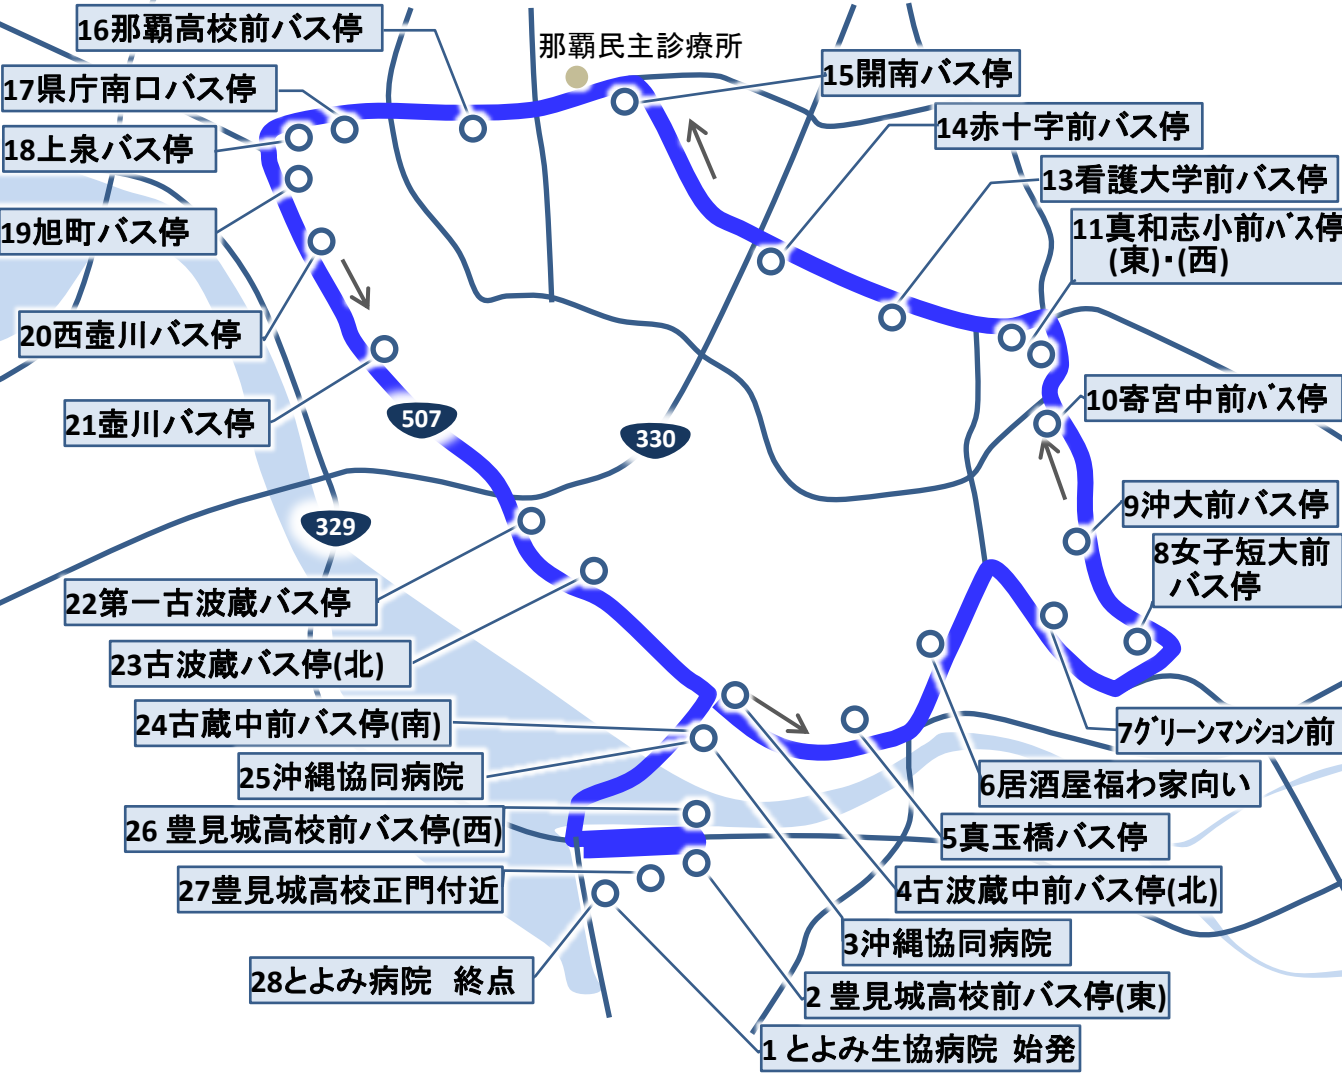 16那覇高校前バス停
那覇民主診療所
15開南バス停
17県庁南口バス停
14赤十字前バス停
18上泉バス停
13看護大学前バス停
19旭町バス停
11真和志小前ﾊﾞｽ停
(東)・(西)
20西壺川バス停
10寄宮中前ﾊﾞｽ停
21壺川バス停
507
330
9沖大前バス停
329
8女子短大前
バス停
22第一古波蔵バス停
23古波蔵バス停(北)
24古蔵中前バス停(南)
7ｸﾞﾘｰﾝﾏﾝｼｮﾝ前
25沖縄協同病院
6居酒屋福わ家向い
26 豊見城高校前バス停(西)
5真玉橋バス停
27豊見城高校正門付近
4古波蔵中前バス停(北)
3沖縄協同病院
28とよみ病院　終点
2 豊見城高校前バス停(東)
1 とよみ生協病院 始発